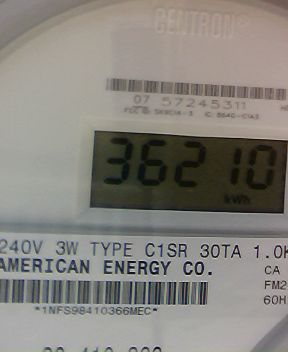 CENTRON®
07 57245311
36210
kWh
240V 3W TYPE C1SR 30TA 1.0K
AMERICAN ENERGY CO.
CA
FM2
60H
*1NFS98410366MEC*